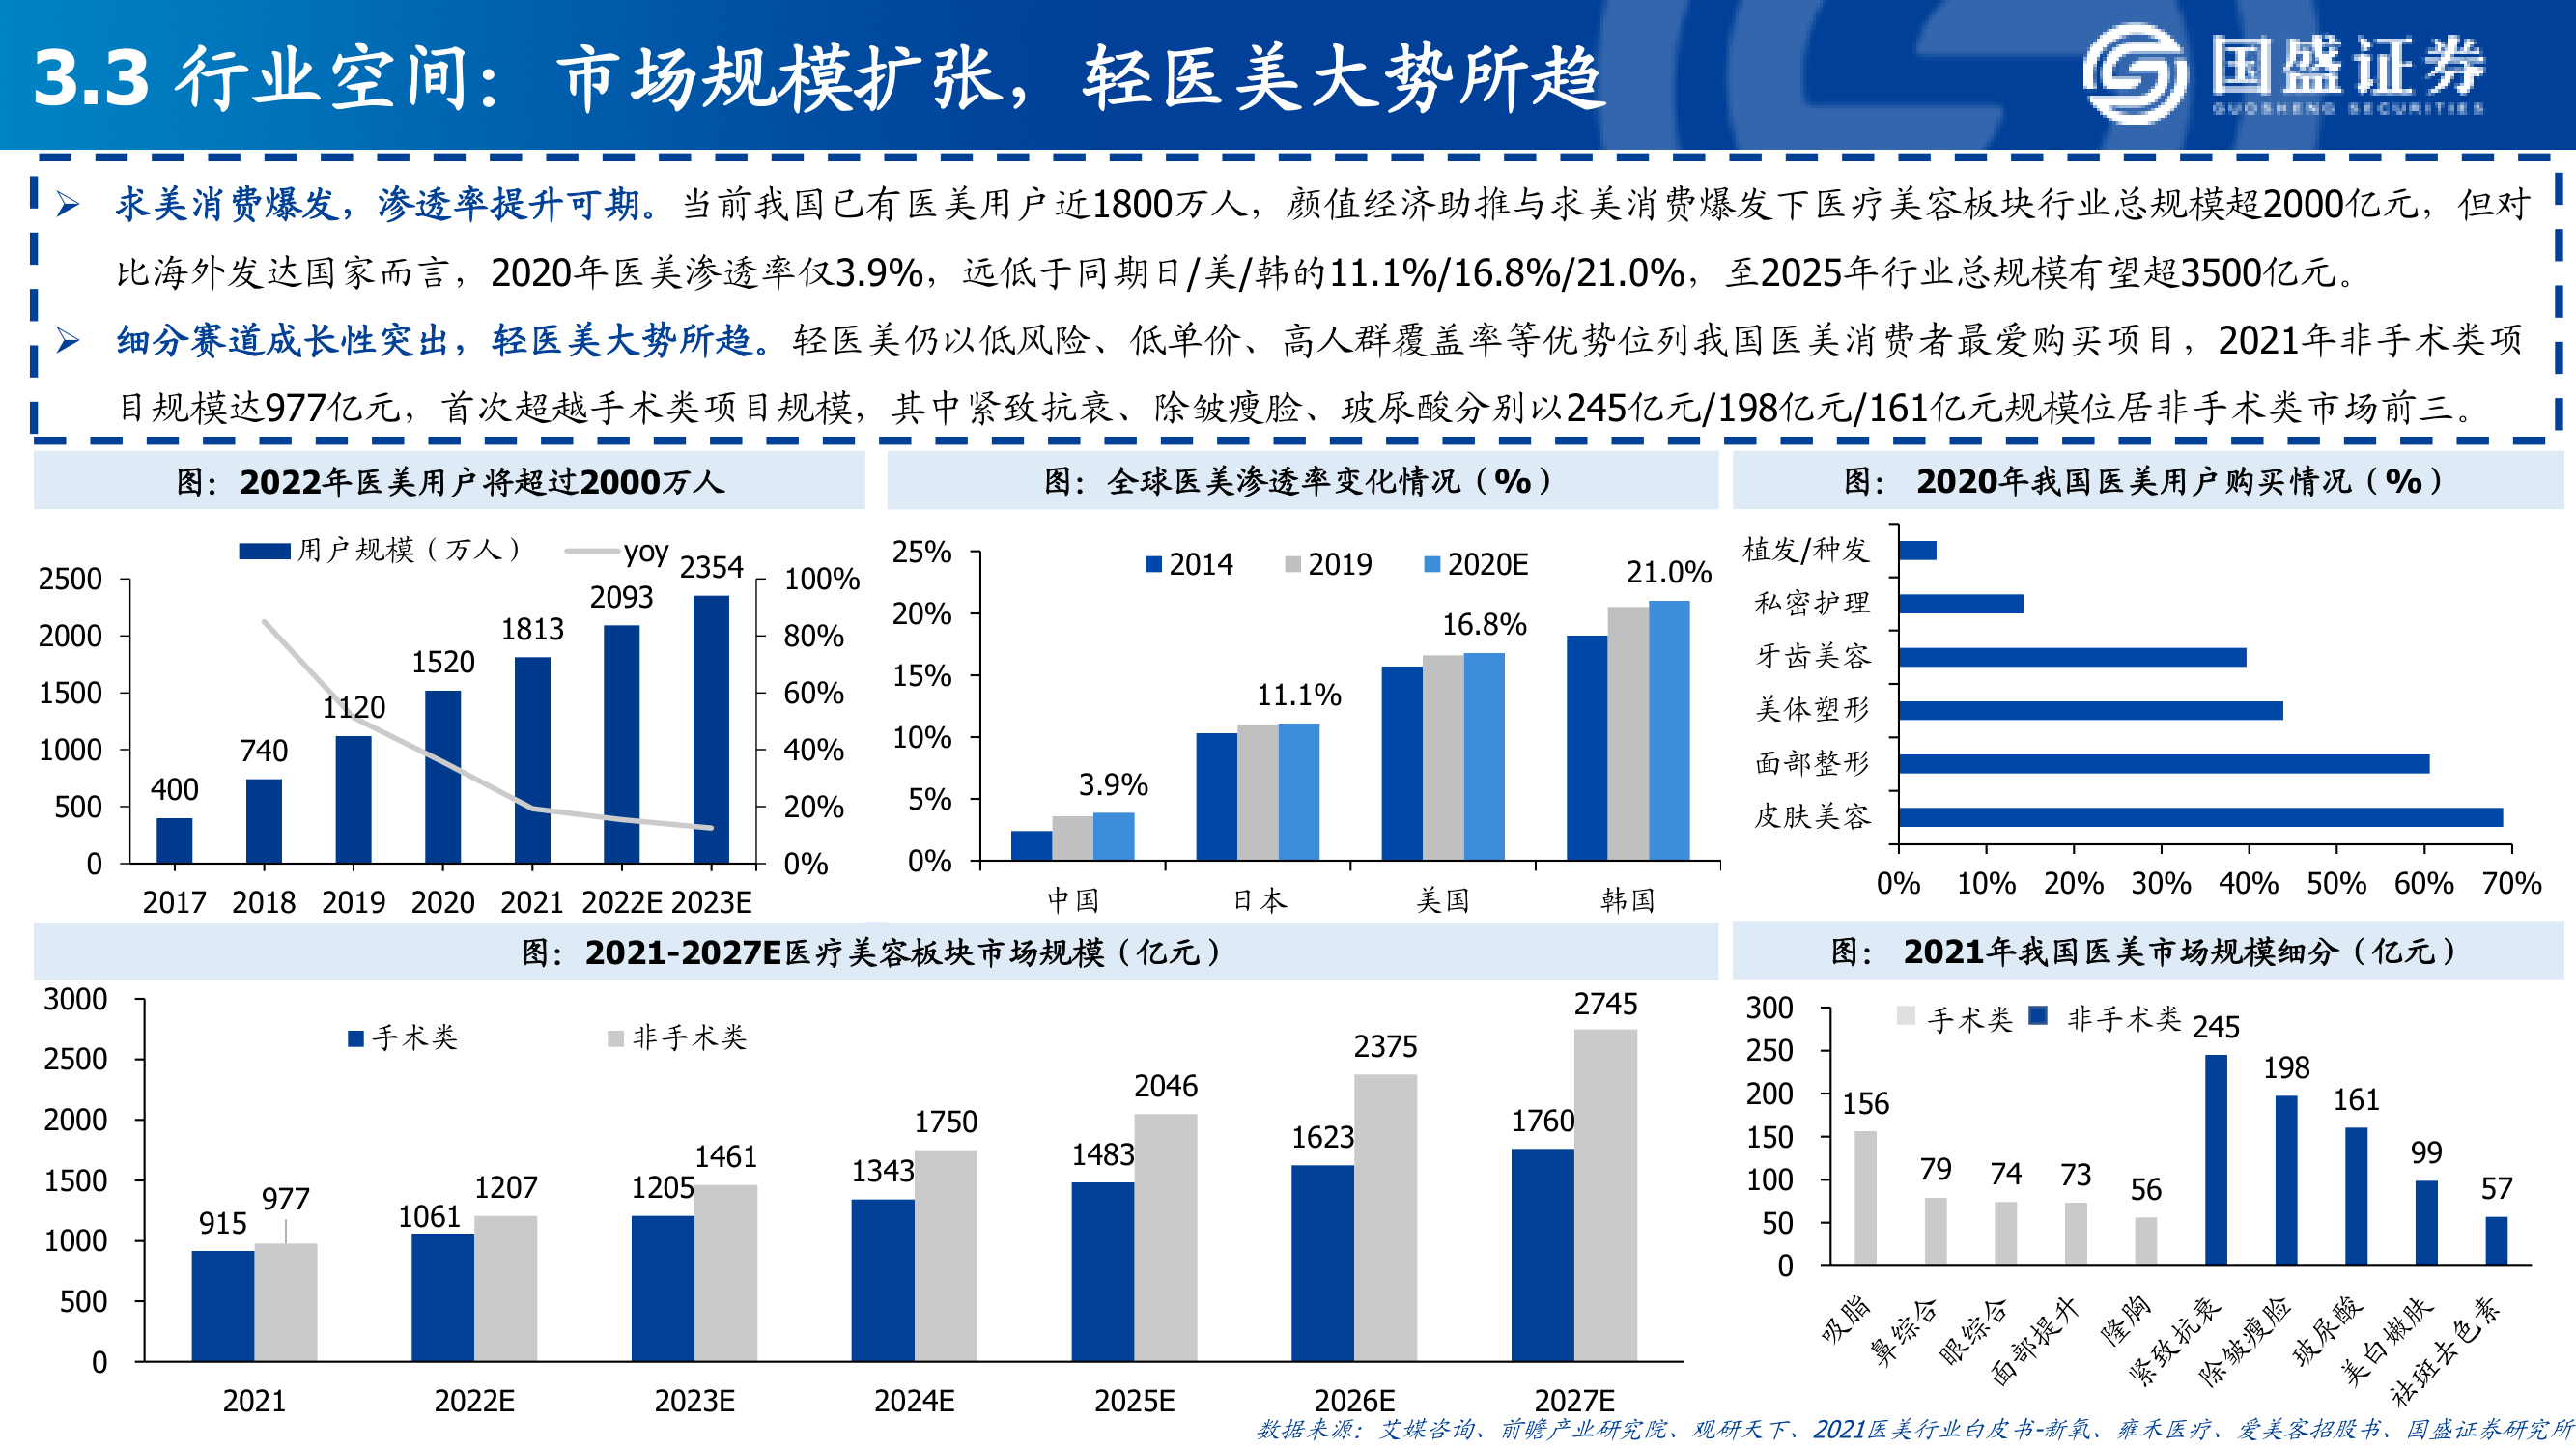 3.3 行业空间：市场规模扩张，轻医美大势所趋
国盛证券
GUOSHENG SECURITIES
➢ 求美消费爆发，渗透率提升可期。当前我国已有医美用户近1800万人，颜值经济助推与求美消费爆发下医疗美容板块行业总规模超2000亿元，但对
比海外发达国家而言，2020年医美渗透率仅3.9%，远低于同期日/美/韩的11.1%/16.8%/21.0%，至2025年行业总规模有望超3500亿元。
➢ 细分赛道成长性突出，轻医美大势所趋。轻医美仍以低风险、低单价、高人群覆盖率等优势位列我国医美消费者最爱购买项目，2021年非手术类项
目规模达977亿元，首次超越手术类项目规模，其中紧致抗衰、除皱瘦脸、玻尿酸分别以245亿元/198亿元/161亿元规模位居非手术类市场前三。
图：2022年医美用户将超过2000万人
用户规模（万人） yoy
2500
2000
1500
1000
500
0
100%
80%
60%
40%
20%
0%
400
740
1120
1520
1813
2093
2354
2017 2018 2019 2020 2021 2022E 2023E
图：全球医美渗透率变化情况（%）
2014 2019 2020E
25%
20%
15%
10%
5%
0%
3.9%
11.1%
16.8%
21.0%
中国 日本 美国 韩国
图： 2020年我国医美用户购买情况（%）
植发/种发
私密护理
牙齿美容
美体塑形
面部整形
皮肤美容
0% 10% 20% 30% 40% 50% 60% 70%
图：2021-2027E医疗美容板块市场规模（亿元）
手术类 非手术类
3000
2500
2000
1500
1000
500
0
915 977
1061 1207
1205 1461
1343 1750
1483 2046
1623 2375
1760 2745
2021 2022E 2023E 2024E 2025E 2026E 2027E
图： 2021年我国医美市场规模细分（亿元）
手术类 非手术类
300
250
200
150
100
50
0
156 79 74 73 56 245 198 161 99 57
吸脂
鼻综合
眼综合
面部提升
隆胸
紧致抗衰
除皱瘦脸
玻尿酸
美白嫩肤
祛斑去色素
数据来源：艾媒咨询、前瞻产业研究院、观研天下、2021医美行业白皮书-新氧、雍禾医疗、爱美客招股书、国盛证券研究所